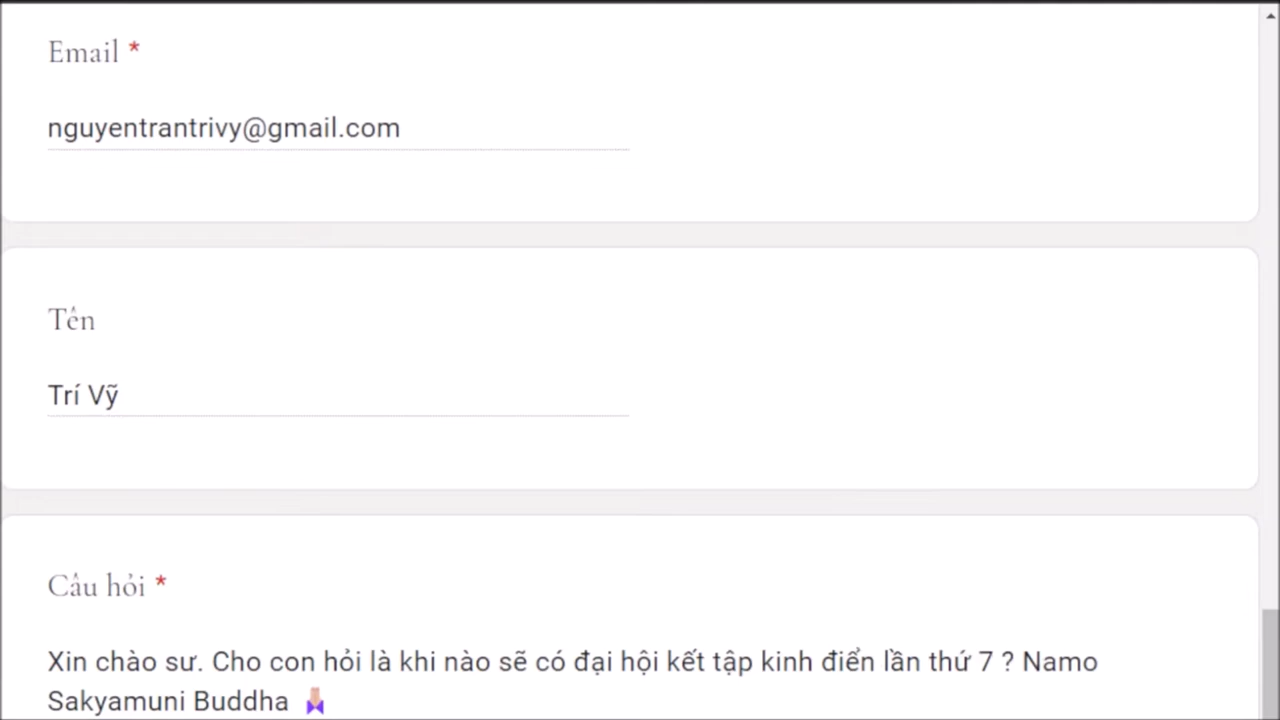 Email *
nguyentrantrivy@gmail.com
Tên
Trí Vỹ
Câu hỏi *
Xin chào sư. Cho con hỏi là khi nào sẽ có đại hội kết tập kinh điển lần thứ 7 ? Namo
Sakyamuni Buddha